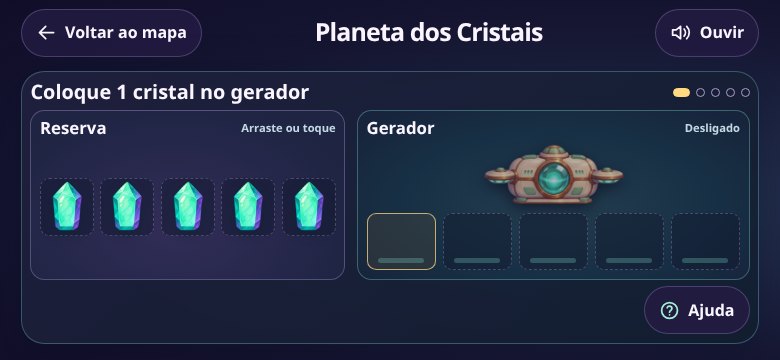 Voltar ao mapa
Planeta dos Cristais
Ouvir
Coloque 1 cristal no gerador
Reserva
Arraste ou toque
Gerador
Desligado
Ajuda